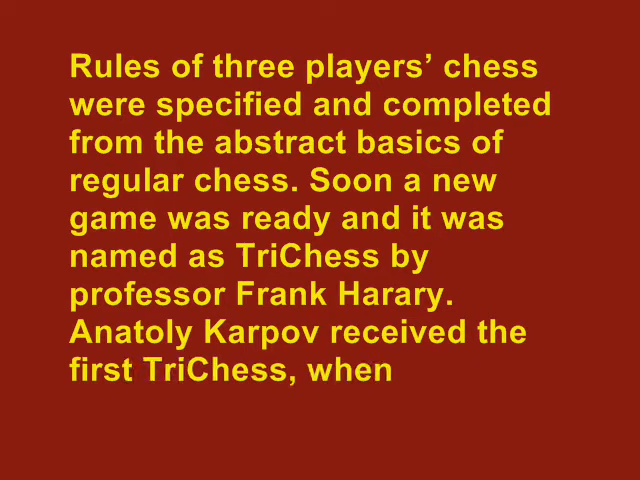 Rules of three players’ chess
were specified and completed
from the abstract basics of
regular chess. Soon a new
game was ready and it was
named as TriChess by
professor Frank Harary.
Anatoly Karpov received the
first TriChess, when